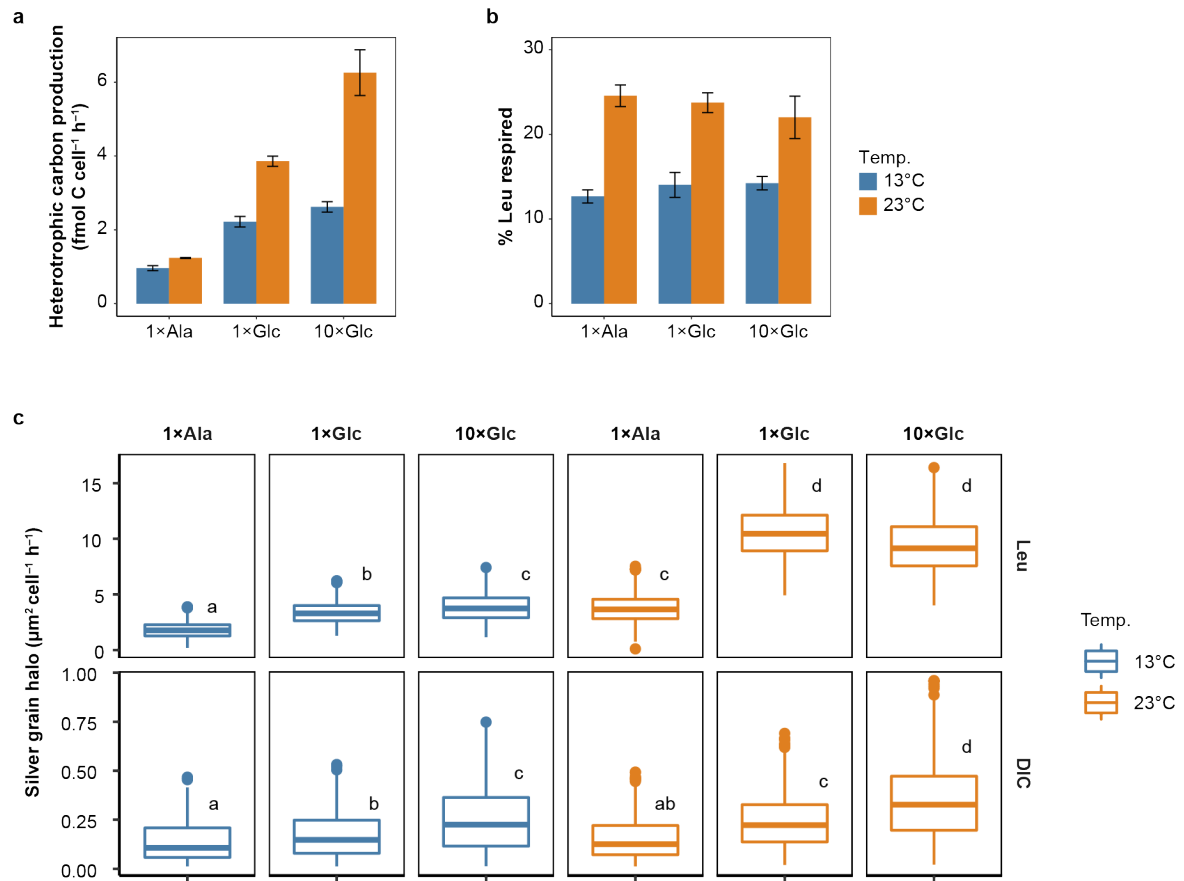 a
Heterotrophic carbon production
(fmol C cell⁻¹ h⁻¹)
6
4
2
0
1×Ala 1×Glc 10×Glc
b
% Leu respired
30
20
10
0
1×Ala 1×Glc 10×Glc
Temp.
13°C
23°C
c
1×Ala 1×Glc 10×Glc 1×Ala 1×Glc 10×Glc
Silver grain halo (µm² cell⁻¹ h⁻¹)
15
10
5
0
a b c c d d
Leu
1.00
0.75
0.50
0.25
0.00
a b c ab c d
DIC
Temp.
13°C
23°C